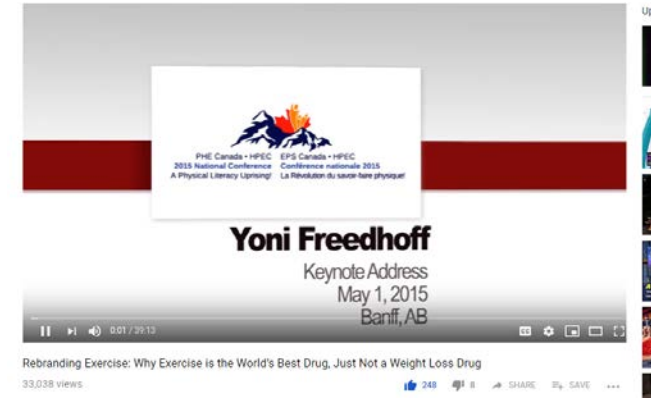 Up
PHE Canada • HPEC
2015 National Conference
A Physical Literacy Uprising!
EPS Canada • HPEC
Conférence nationale 2015
La Révolution du savoir-faire physique!
Yoni Freedhoff
Keynote Address
May 1, 2015
Banff, AB
0:01 / 39:13
Rebranding Exercise: Why Exercise is the World's Best Drug, Just Not a Weight Loss Drug
33,038 views
248 8 SHARE SAVE